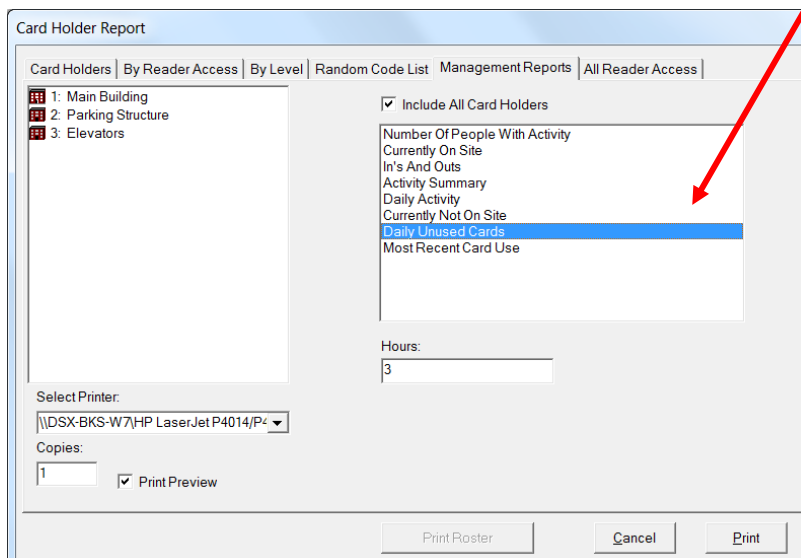 Card Holder Report
Card Holders By Reader Access By Level Random Code List Management Reports All Reader Access
1: Main Building
2: Parking Structure
3: Elevators
Include All Card Holders
Number Of People With Activity
Currently On Site
In's And Outs
Activity Summary
Daily Activity
Currently Not On Site
Daily Unused Cards
Most Recent Card Use
Hours:
3
Select Printer:
\\DSX-BKS-W7\HP LaserJet P4014/P4
Copies:
1
Print Preview
Print Roster Cancel Print